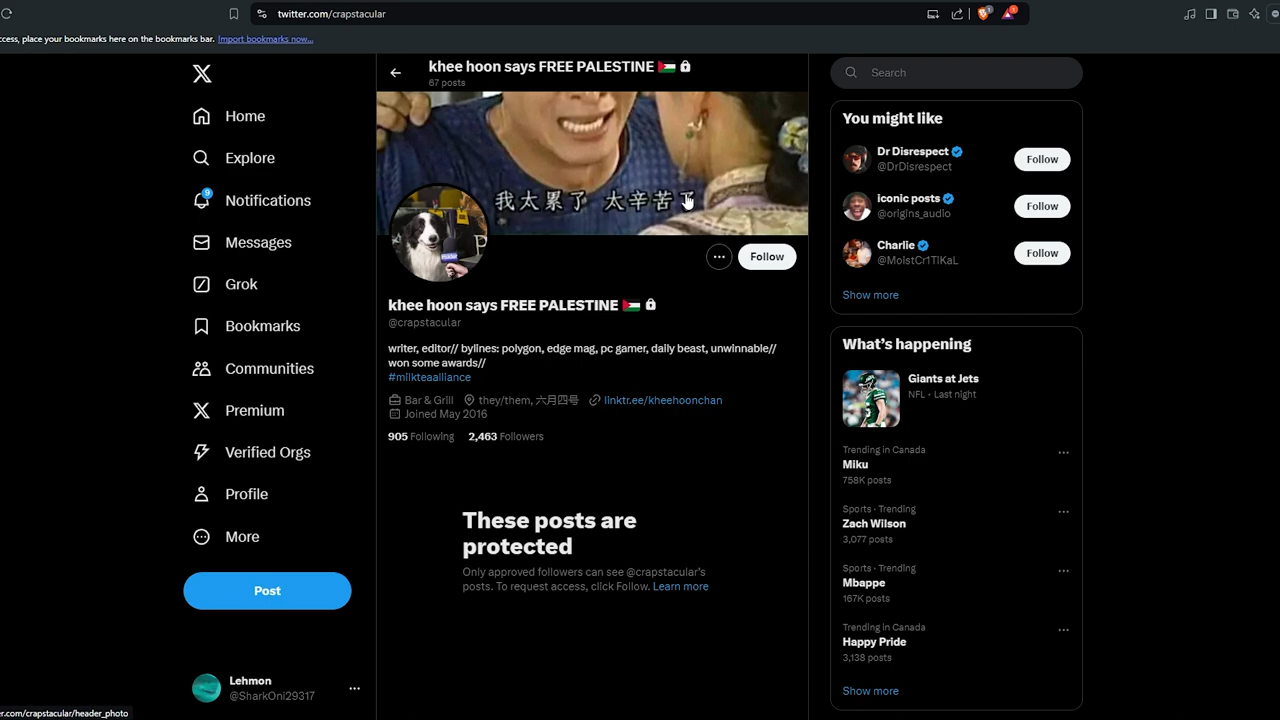 twitter.com/crapstacular
cess, place your bookmarks here on the bookmarks bar. Import bookmarks now...
Home
Explore
9
Notifications
Messages
Grok
Bookmarks
Communities
Premium
Verified Orgs
Profile
More
Post
Lehmon
@SharkOni29317
er.com/crapstacular/header_photo
khee hoon says FREE PALESTINE
67 posts
我太累了 太辛苦了
Follow
khee hoon says FREE PALESTINE
@crapstacular
writer, editor// bylines: polygon, edge mag, pc gamer, daily beast, unwinnable//
won some awards//
#milkteaalliance
Bar & Grill they/them, 六月四号 linktr.ee/kheehoonchan
Joined May 2016
905 Following 2,463 Followers
These posts are
protected
Only approved followers can see @crapstacular's
posts. To request access, click Follow. Learn more
Search
You might like
Dr Disrespect
@DrDisrespect
Follow
iconic posts
@origins_audio
Follow
Charlie
@MoistCr1TiKaL
Follow
Show more
What's happening
Giants at Jets
NFL · Last night
Trending in Canada
Miku
758K posts
Sports · Trending
Zach Wilson
3,077 posts
Sports · Trending
Mbappe
167K posts
Trending in Canada
Happy Pride
3,138 posts
Show more